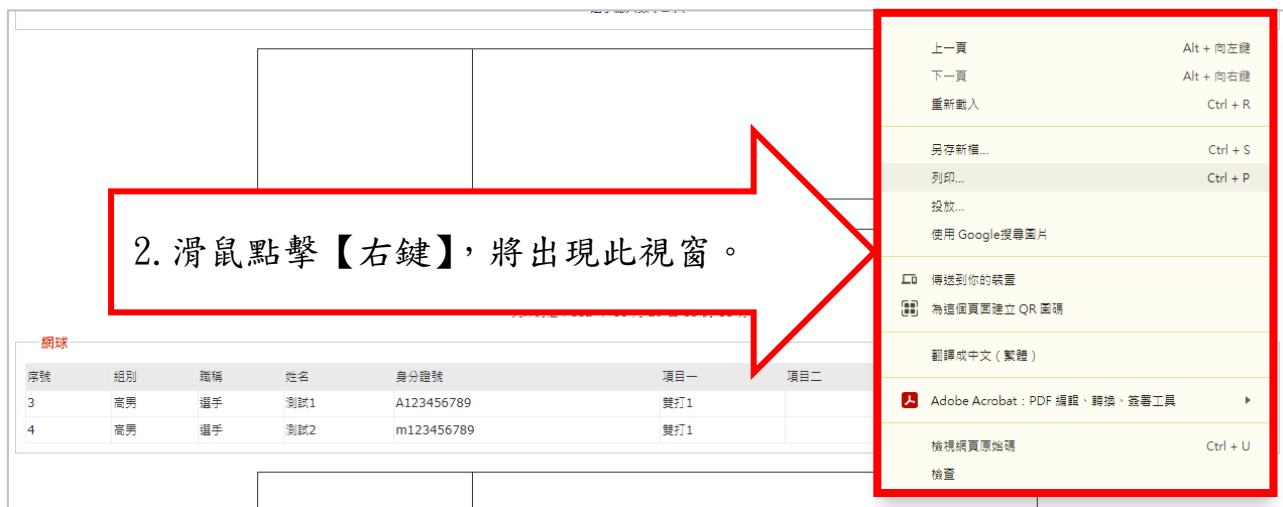 上一頁 Alt + 向左鍵
下一頁 Alt + 向右鍵
重新載入 Ctrl + R
另存新檔... Ctrl + S
列印... Ctrl + P
投放...
使用 Google搜尋圖片
傳送到你的裝置
為這個頁面建立 QR 圖碼
翻譯成中文 ( 繁體 )
Adobe Acrobat：PDF 編輯、轉換、簽署工具
檢視網頁原始碼 Ctrl + U
檢查
2. 滑鼠點擊【右鍵】，將出現此視窗。
網球
序號 組別 職稱 姓名 身分證號 項目一 項目二
3 高男 選手 測試1 A123456789 雙打1
4 高男 選手 測試2 m123456789 雙打1